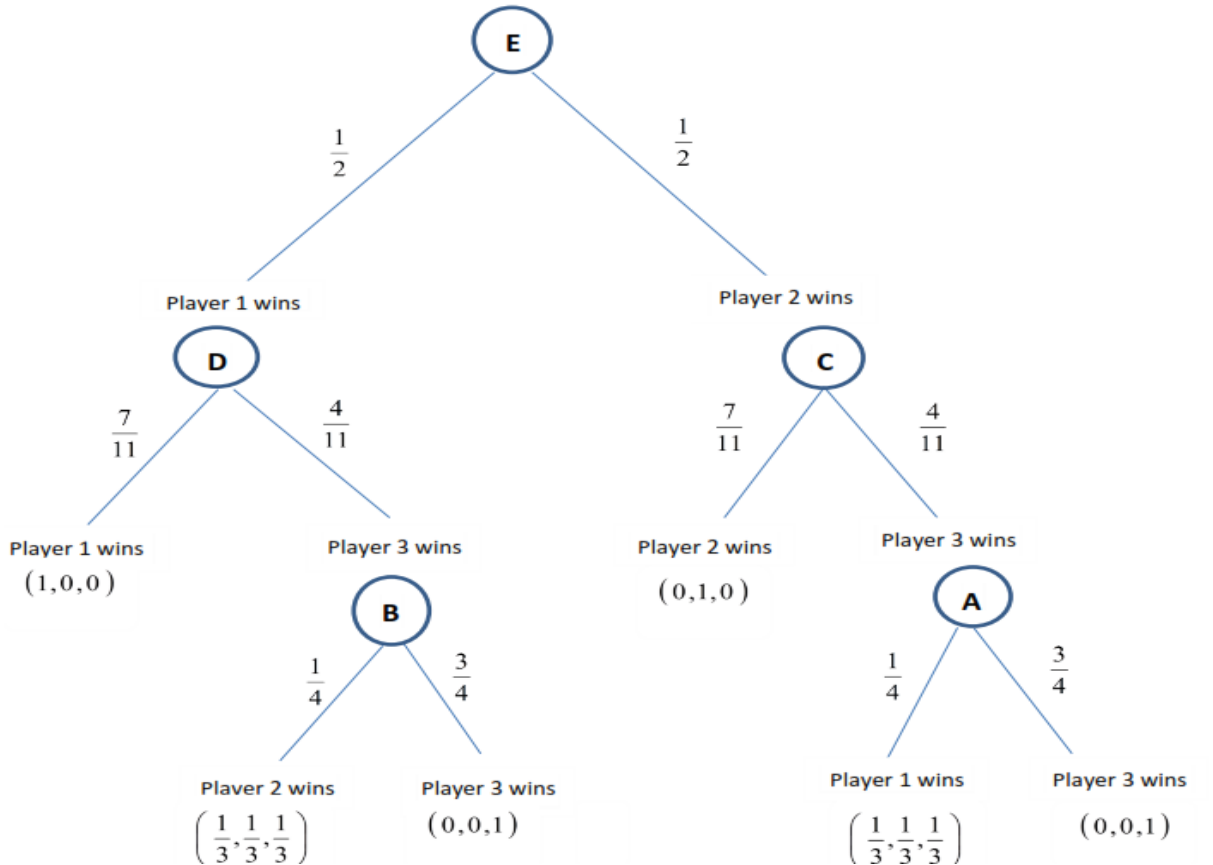 E
1/2 1/2
Player 1 wins Player 2 wins
D C
7/11 4/11 7/11 4/11
Player 1 wins Player 3 wins Player 2 wins Player 3 wins
(1,0,0) (0,1,0)
B A
1/4 3/4 1/4 3/4
Player 2 wins Player 3 wins Player 1 wins Player 3 wins
(1/3,1/3,1/3) (0,0,1) (1/3,1/3,1/3) (0,0,1)